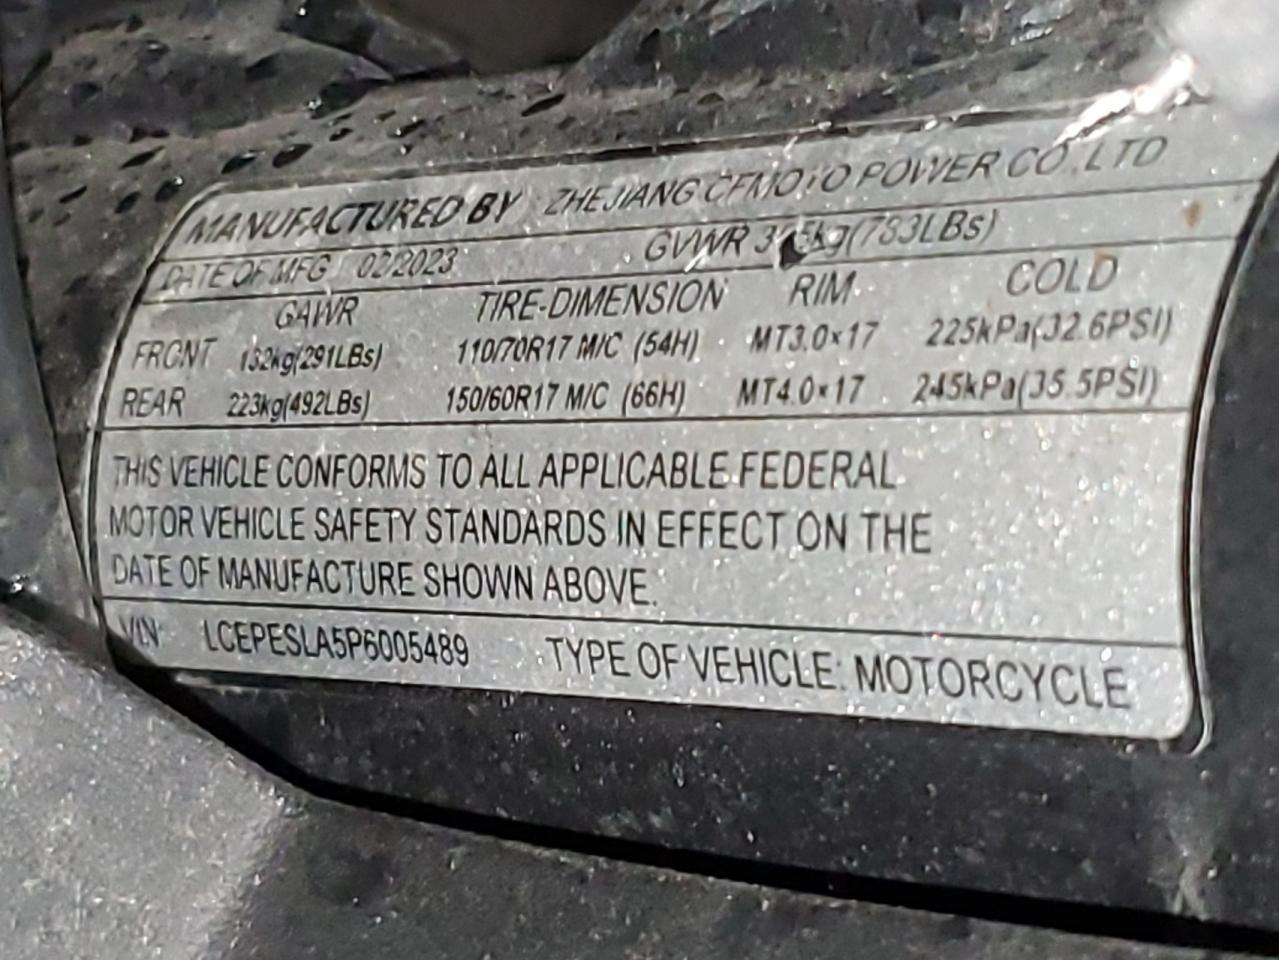 MANUFACTURED BY ZHEJIANG CFMOTO POWER CO.,LTD
DATE OF MFG 02/2023 GVWR (783LBs)
GAWR TIRE-DIMENSION RIM COLD
FRONT 132kg(291LBs) 110/70R17 M/C (54H) MT3.0×17 225kPa(32.6PSI)
REAR 223kg(492LBs) 150/60R17 M/C (66H) MT4.0×17 245kPa(35.5PSI)
THIS VEHICLE CONFORMS TO ALL APPLICABLE FEDERAL
MOTOR VEHICLE SAFETY STANDARDS IN EFFECT ON THE
DATE OF MANUFACTURE SHOWN ABOVE.
VIN: LCEPESLA5P6005489 TYPE OF VEHICLE: MOTORCYCLE